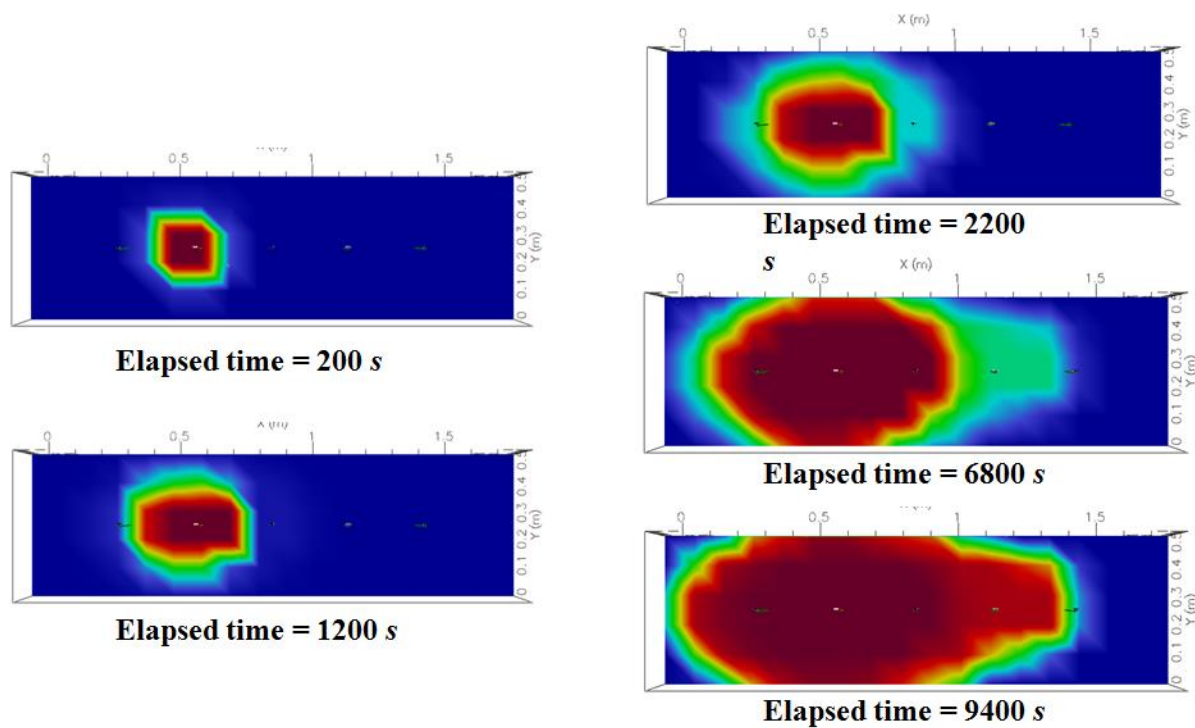 0 0.5 1 1.5
0 0.1 0.2 0.3 0.4 0.5
Y (m)
Elapsed time = 200 s
X (m)
0 0.5 1 1.5
0 0.1 0.2 0.3 0.4 0.5
Y (m)
Elapsed time = 1200 s
X (m)
0 0.5 1 1.5
0 0.1 0.2 0.3 0.4 0.5
Y (m)
Elapsed time = 2200
s
X (m)
0 0.5 1 1.5
0 0.1 0.2 0.3 0.4 0.5
Y (m)
Elapsed time = 6800 s
0 0.5 1 1.5
0 0.1 0.2 0.3 0.4 0.5
Y (m)
Elapsed time = 9400 s